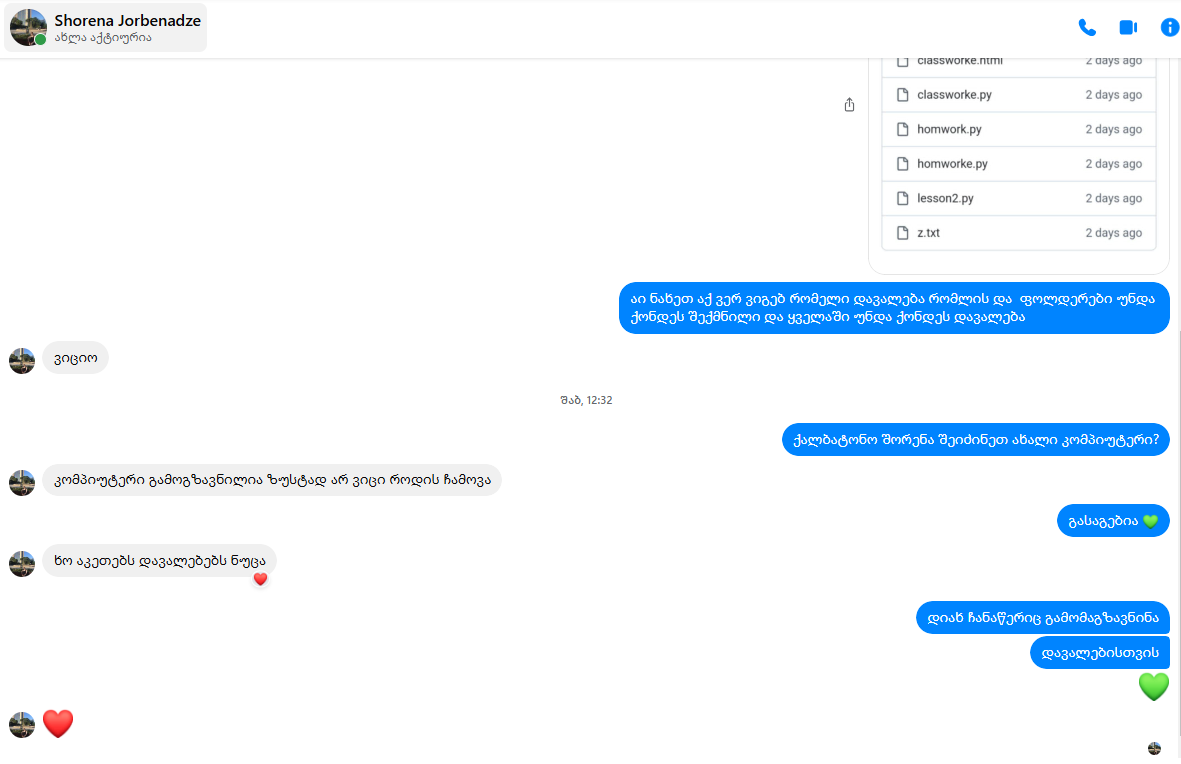 Shorena Jorbenadze
ახლა აქტიურია
classworke.html 2 days ago
classworke.py 2 days ago
homwork.py 2 days ago
homworke.py 2 days ago
lesson2.py 2 days ago
z.txt 2 days ago
აი ნახეთ აქ ვერ ვიგებ რომელი დავალება რომლის და ფოლდერები უნდა
ქონდეს შექმნილი და ყველაში უნდა ქონდეს დავალება
ვიციო
შაბ, 12:32
ქალბატონო შორენა შეიძინეთ ახალი კომპიუტერი?
კომპიუტერი გამოგზავნილია ზუსტად არ ვიცი როდის ჩამოვა
გასაგებია 💚
ხო აკეთებს დავალებებს ნუცა
❤️
დიახ ჩანაწერიც გამომაგზავნინა
დავალებისთვის
💚
❤️